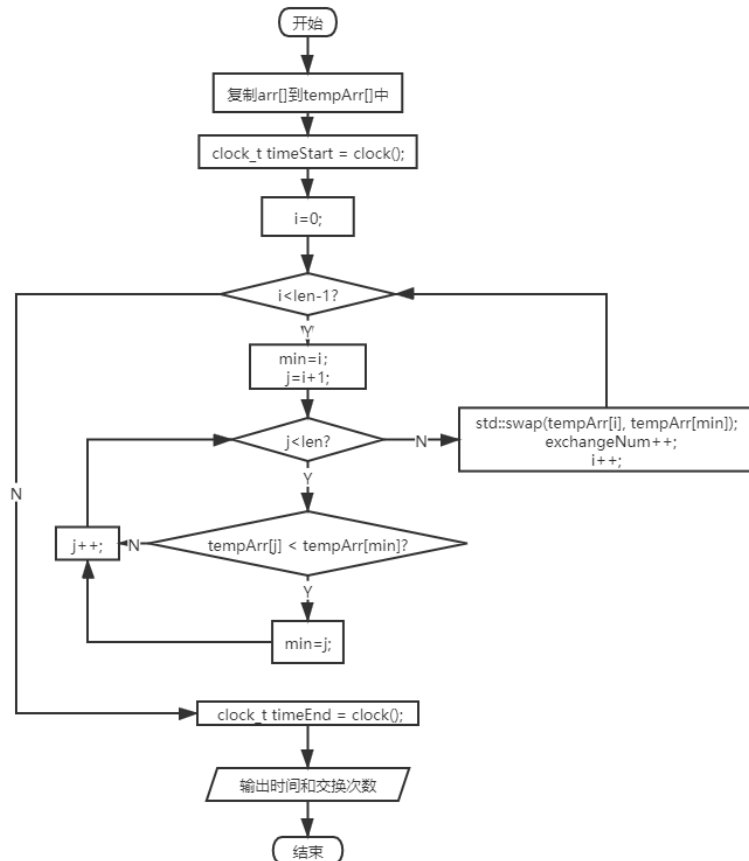 开始
复制arr[]到tempArr[]中
clock_t timeStart = clock();
i=0;
i<len-1?
Y
min=i;
j=i+1;
j<len?
N
std::swap(tempArr[i], tempArr[min]);
exchangeNum++;
i++;
Y
N
tempArr[j] < tempArr[min]?
N
j++;
Y
min=j;
clock_t timeEnd = clock();
输出时间和交换次数
结束